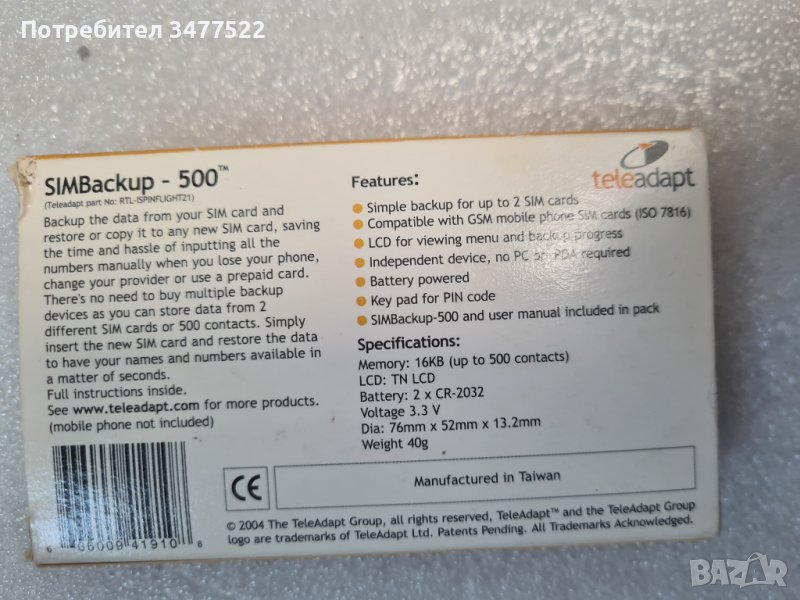 Потребител 3477522
SIMBackup - 500™
(Teleadapt part No: RTL-ISPINFLIGHT21)
Backup the data from your SIM card and
restore or copy it to any new SIM card, saving
the time and hassle of inputting all the
numbers manually when you lose your phone,
change your provider or use a prepaid card.
There's no need to buy multiple backup
devices as you can store data from 2
different SIM cards or 500 contacts. Simply
insert the new SIM card and restore the data
to have your names and numbers available in
a matter of seconds.
Full instructions inside.
See www.teleadapt.com for more products.
(mobile phone not included)
teleadapt
Features:
Simple backup for up to 2 SIM cards
Compatible with GSM mobile phone SIM cards (ISO 7816)
LCD for viewing menu and backup progress
Independent device, no PC or PDA required
Battery powered
Key pad for PIN code
SIMBackup-500 and user manual included in pack
Specifications:
Memory: 16KB (up to 500 contacts)
LCD: TN LCD
Battery: 2 x CR-2032
Voltage 3.3 V
Dia: 76mm x 52mm x 13.2mm
Weight 40g
CE
Manufactured in Taiwan
© 2004 The TeleAdapt Group, all rights reserved, TeleAdapt™ and the TeleAdapt Group
logo are trademarks of TeleAdapt Ltd. Patents Pending. All Trademarks Acknowledged.
41910
BAZAR